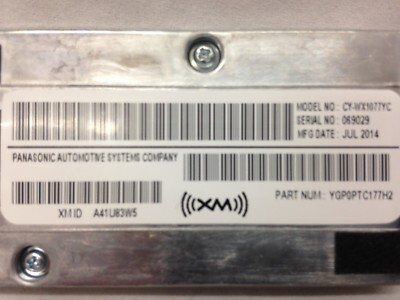 MODEL NO : CY-WX1077YC
SERIAL NO : 069029
MFG DATE : JUL 2014
PANASONIC AUTOMOTIVE SYSTEMS COMPANY
XM ID A41U83W5
((((XM))))
PART NUM : YGP0PTC177H2